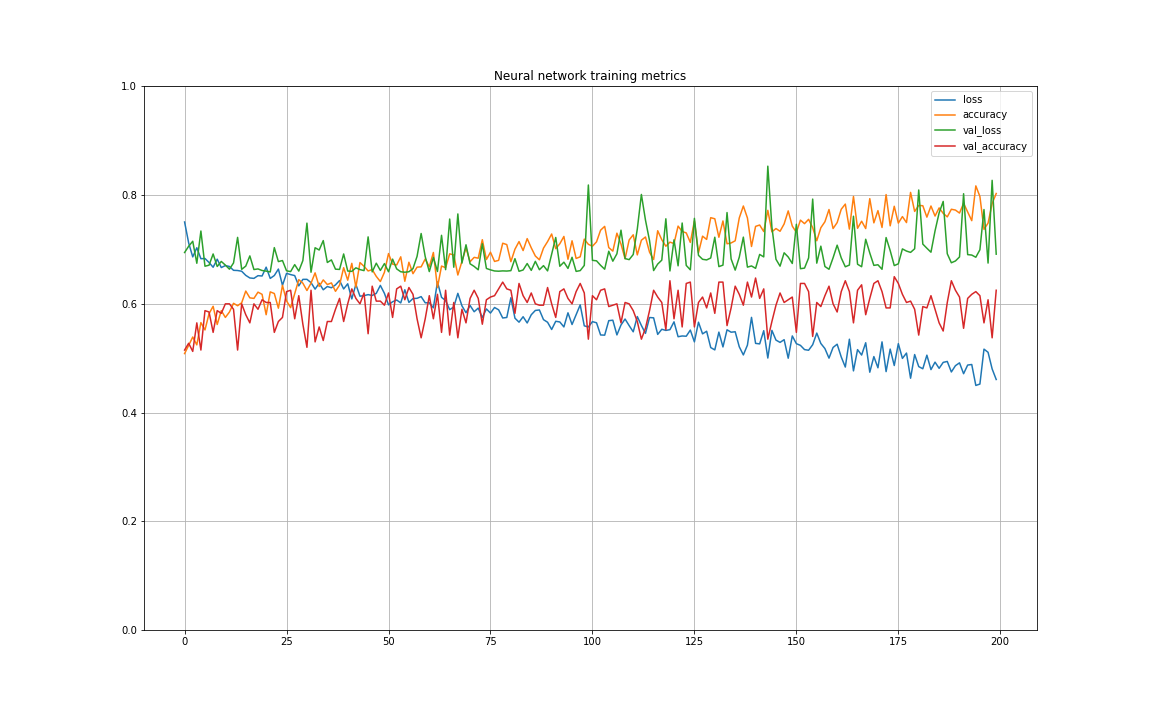 Neural network training metrics
1.0
0.8
0.6
0.4
0.2
0.0
loss
accuracy
val_loss
val_accuracy
0 25 50 75 100 125 150 175 200